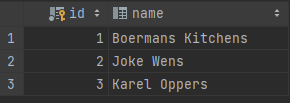 id name
1 1 Boermans Kitchens
2 2 Joke Wens
3 3 Karel Oppers